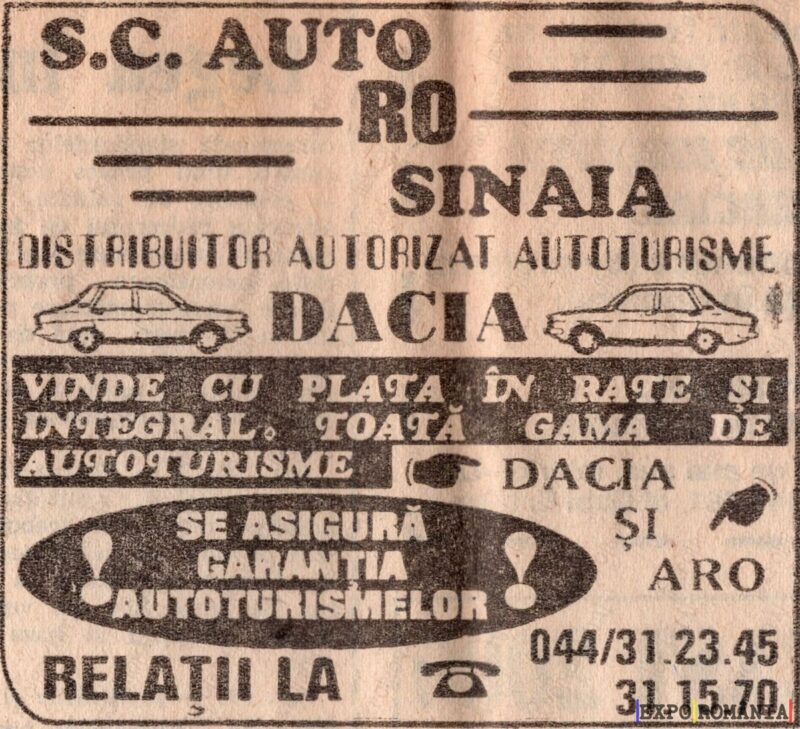 S.C. AUTO
RO
SINAIA
DISTRIBUITOR AUTORIZAT AUTOTURISME
DACIA
VINDE CU PLATA ÎN RATE ȘI
INTEGRAL. TOATĂ GAMA DE
AUTOTURISME
DACIA
ȘI
ARO
SE ASIGURĂ
GARANȚIA
AUTOTURISMELOR
RELAȚII LA
044/31.23.45
31.15.70
EXPO ROMANIA